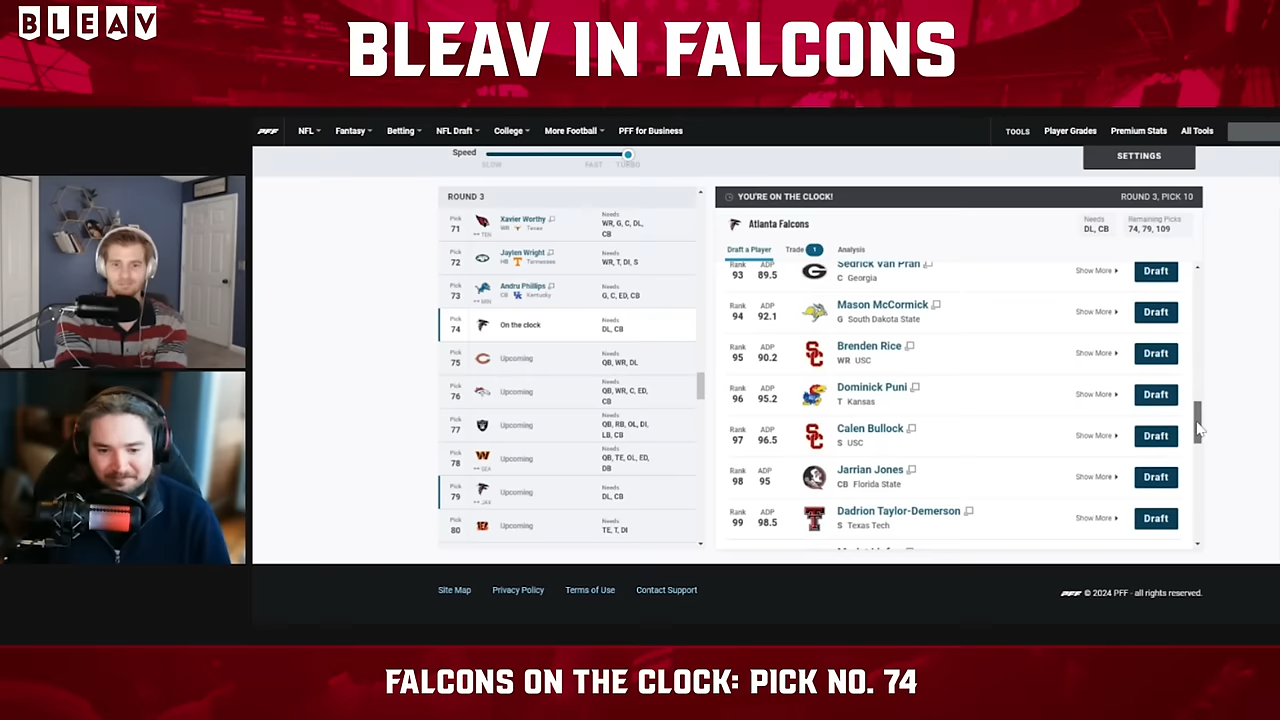 BLEAV
BLEAV IN FALCONS
PFF
NFL
Fantasy
Betting
NFL Draft
College
More Football
PFF for Business
TOOLS
Player Grades
Premium Stats
All Tools
Speed
SLOW
FAST
TURBO
SETTINGS
ROUND 3
Pick
71
TEN
Xavier Worthy
WR Texas
Needs
WR, G, C, DL,
CB
Pick
72
Jaylen Wright
HB Tennessee
Needs
WR, T, DI, S
Pick
73
MIN
Andru Phillips
CB Kentucky
Needs
G, C, ED, CB
Pick
74
On the clock
Needs
DL, CB
Pick
75
Upcoming
Needs
QB, WR, DL
Pick
76
Upcoming
Needs
QB, WR, C, ED,
CB
Pick
77
Upcoming
Needs
QB, RB, OL, DI,
LB, CB
Pick
78
SEA
Upcoming
Needs
QB, TE, OL, ED,
DB
Pick
79
JAX
Upcoming
Needs
DL, CB
Pick
80
Upcoming
Needs
TE, T, DI
YOU'RE ON THE CLOCK!
ROUND 3, PICK 10
Atlanta Falcons
Needs
DL, CB
Remaining Picks
74, 79, 109
Draft a Player
Trade 1
Analysis
Rank
93
ADP
89.5
Sedrick Van Pran
C Georgia
Show More
Draft
Rank
94
ADP
92.1
Mason McCormick
G South Dakota State
Show More
Draft
Rank
95
ADP
90.2
Brenden Rice
WR USC
Show More
Draft
Rank
96
ADP
95.2
Dominick Puni
T Kansas
Show More
Draft
Rank
97
ADP
96.5
Calen Bullock
S USC
Show More
Draft
Rank
98
ADP
95
Jarrian Jones
CB Florida State
Show More
Draft
Rank
99
ADP
98.5
Dadrion Taylor-Demerson
S Texas Tech
Show More
Draft
Site Map
Privacy Policy
Terms of Use
Contact Support
PFF © 2024 PFF - all rights reserved.
FALCONS ON THE CLOCK: PICK NO. 74